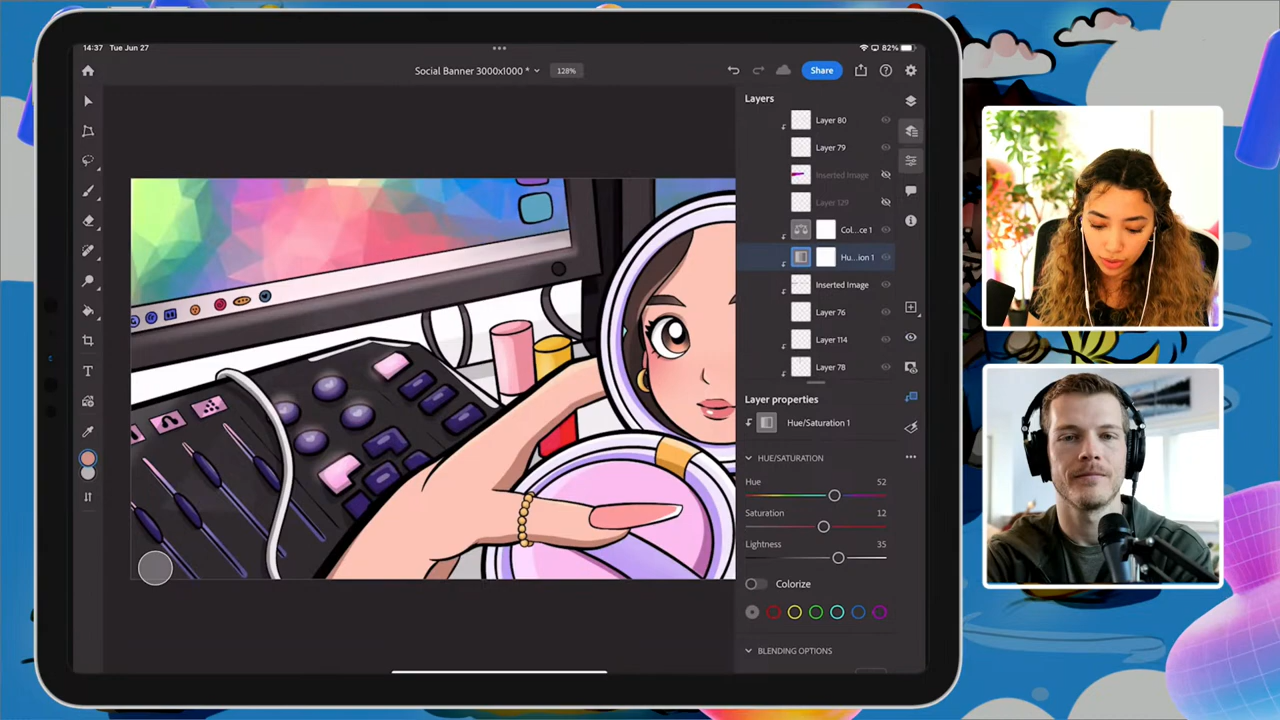 14:37 Tue Jun 27
82%
Social Banner 3000x1000 *
128%
Share
Layers
Layer 80
Layer 79
Inserted Image
Layer 129
Col...ce 1
Hu...ion 1
Inserted Image
Layer 76
Layer 114
Layer 78
Layer properties
Hue/Saturation 1
HUE/SATURATION
Hue 52
Saturation 12
Lightness 35
Colorize
BLENDING OPTIONS
T